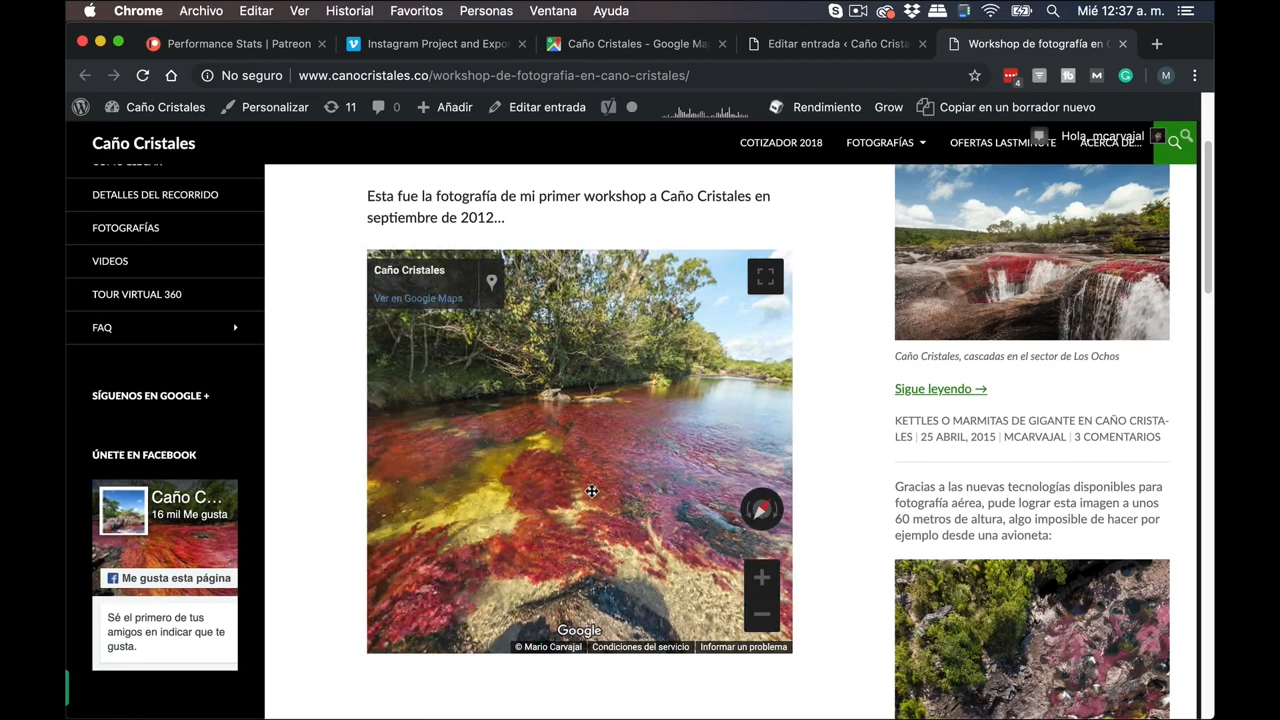 Chrome Archivo Editar Ver Historial Favoritos Personas Ventana Ayuda Mié 12:37 a. m.
Performance Stats | Patreon Instagram Project and Expor Caño Cristales - Google Ma Editar entrada ‹ Caño Crista Workshop de fotografía en C
No seguro www.canocristales.co/workshop-de-fotografia-en-cano-cristales/
4
M
Caño Cristales Personalizar 11 0 Añadir Editar entrada Rendimiento Grow Copiar en un borrador nuevo
Hola, mcarvajal
Caño Cristales COTIZADOR 2018 FOTOGRAFÍAS OFERTAS LASTMINUTE ACERCA DE...
CÓMO LLEGAR
DETALLES DEL RECORRIDO
FOTOGRAFÍAS
VIDEOS
TOUR VIRTUAL 360
FAQ
SÍGUENOS EN GOOGLE +
ÚNETE EN FACEBOOK
Caño C...
16 mil Me gusta
Me gusta esta página
Sé el primero de tus
amigos en indicar que te
gusta.
Esta fue la fotografía de mi primer workshop a Caño Cristales en
septiembre de 2012...
Caño Cristales
Ver en Google Maps
Google
© Mario Carvajal Condiciones del servicio Informar un problema
Caño Cristales, cascadas en el sector de Los Ochos
Sigue leyendo →
KETTLES O MARMITAS DE GIGANTE EN CAÑO CRISTA-
LES | 25 ABRIL, 2015 | MCARVAJAL | 3 COMENTARIOS
Gracias a las nuevas tecnologías disponibles para
fotografía aérea, pude lograr esta imagen a unos
60 metros de altura, algo imposible de hacer por
ejemplo desde una avioneta: